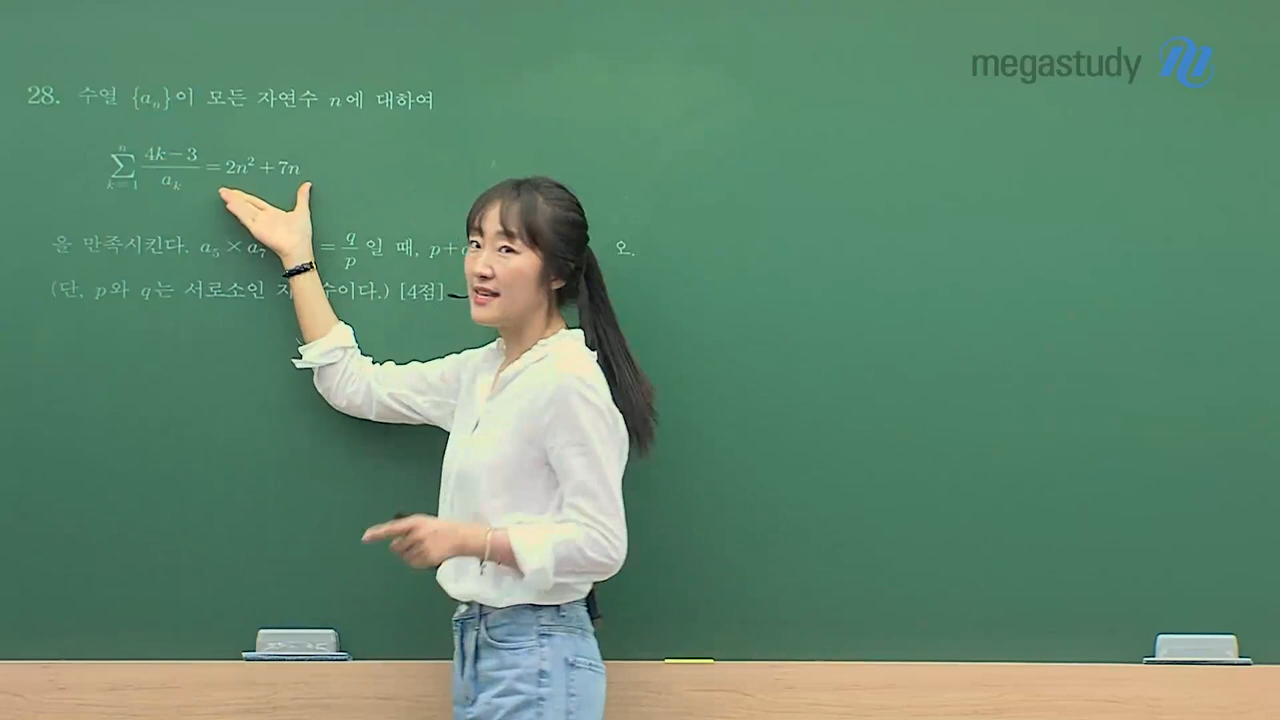 megastudy
28. 수열 {aₙ}이 모든 자연수 n에 대하여
∑ₖ₌₁ⁿ (4k−3)/aₖ = 2n² + 7n
을 만족시킨다. a₅ × a₇ = q/p 일 때, p+ 오.
(단, p와 q는 서로소인 수이다.) [4점]